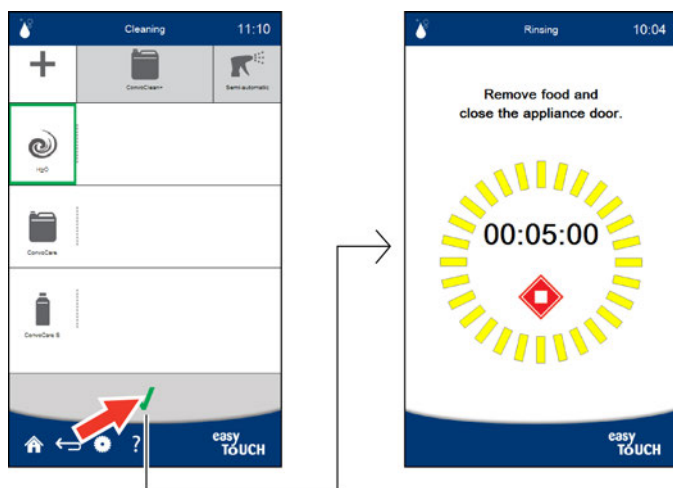 Cleaning 11:10
ConvoClean+ Semi-automatic
H2O
ConvoCare
ConvoCare S
?
easy
TOUCH
Rinsing 10:04
Remove food and
close the appliance door.
00:05:00
easy
TOUCH